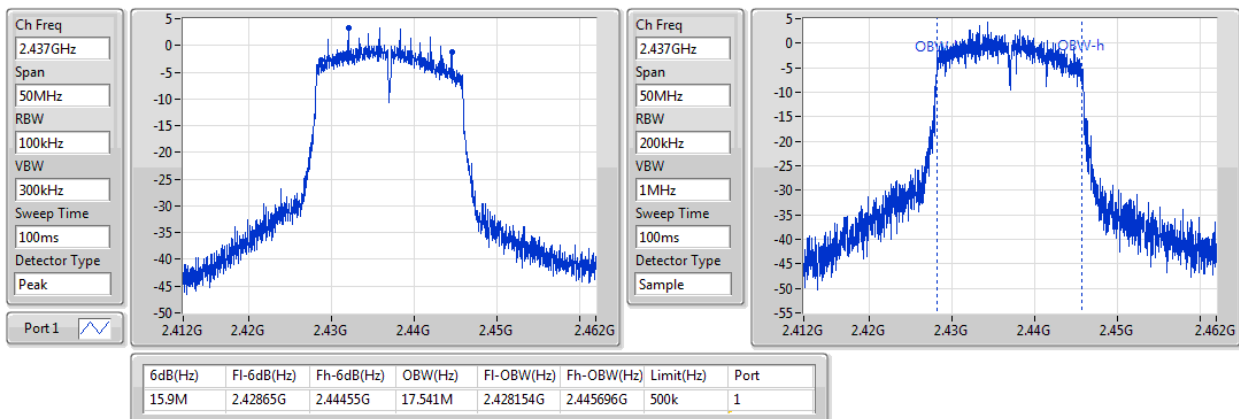 Ch Freq
2.437GHz
Span
50MHz
RBW
100kHz
VBW
300kHz
Sweep Time
100ms
Detector Type
Peak
Port 1
5
0
-5
-10
-15
-20
-25
-30
-35
-40
-45
-50
2.412G 2.42G 2.43G 2.44G 2.45G 2.462G
Ch Freq
2.437GHz
Span
50MHz
RBW
200kHz
VBW
1MHz
Sweep Time
100ms
Detector Type
Sample
5
0
-5
-10
-15
-20
-25
-30
-35
-40
-45
-50
-55
OBW OBW-h
2.412G 2.42G 2.43G 2.44G 2.45G 2.462G
6dB(Hz) Fl-6dB(Hz) Fh-6dB(Hz) OBW(Hz) Fl-OBW(Hz) Fh-OBW(Hz) Limit(Hz) Port
15.9M 2.42865G 2.44455G 17.541M 2.428154G 2.445696G 500k 1